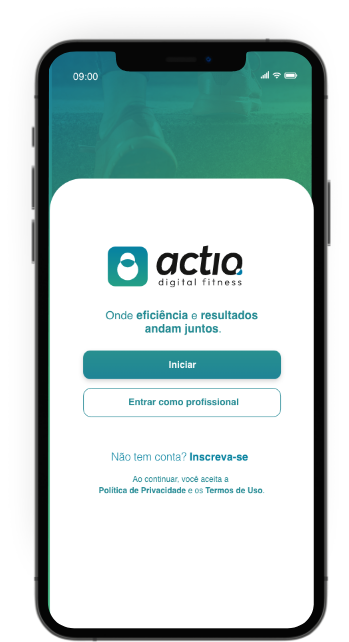 09:00
actio
digital fitness
Onde eficiência e resultados
andam juntos.
Iniciar
Entrar como profissional
Não tem conta? Inscreva-se
Ao continuar, você aceita a
Política de Privacidade e os Termos de Uso.